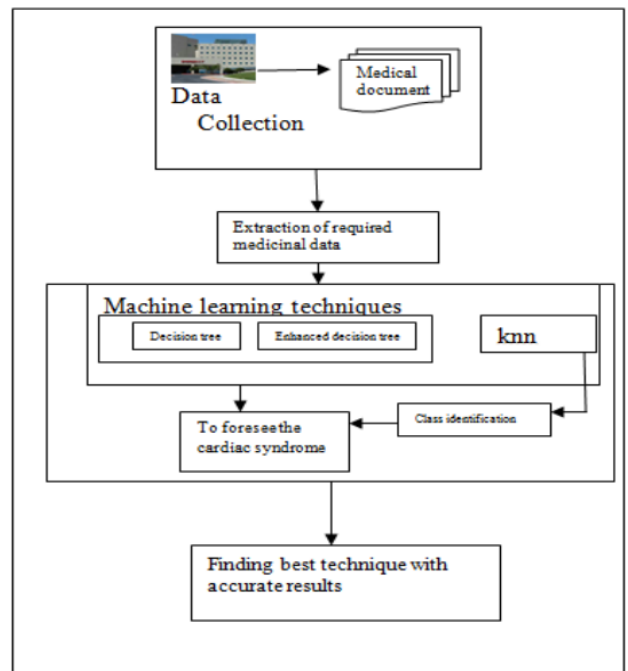 Medical
document
Data
Collection
Extraction of required
medicinal data
Machine learning techniques
Decision tree
Enhanced decision tree
knn
To foreseethe
cardiac syndrome
Class identification
Finding best technique with
accurate results